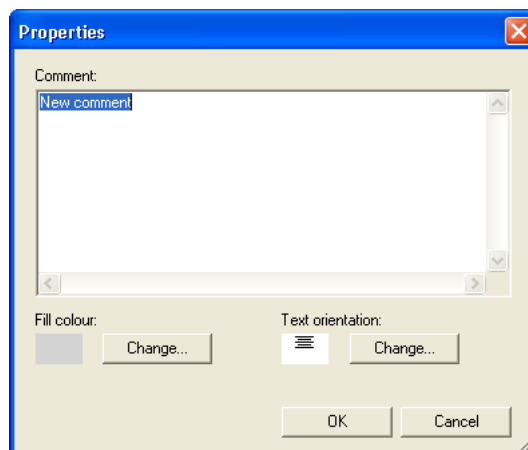 Properties
Comment:
New comment
Fill colour:
Text orientation:
Change...
Change...
OK
Cancel